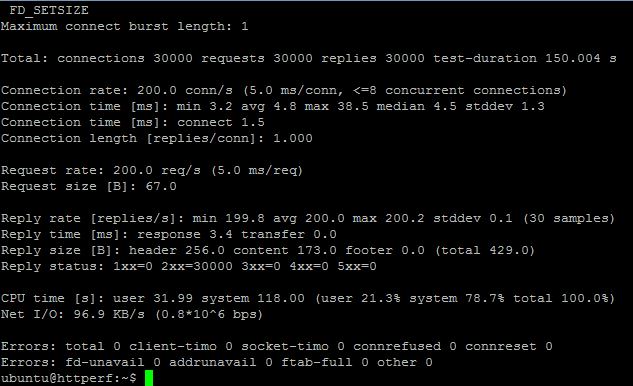 FD_SETSIZE
Maximum connect burst length: 1
Total: connections 30000 requests 30000 replies 30000 test-duration 150.004 s
Connection rate: 200.0 conn/s (5.0 ms/conn, <=8 concurrent connections)
Connection time [ms]: min 3.2 avg 4.8 max 38.5 median 4.5 stddev 1.3
Connection time [ms]: connect 1.5
Connection length [replies/conn]: 1.000
Request rate: 200.0 req/s (5.0 ms/req)
Request size [B]: 67.0
Reply rate [replies/s]: min 199.8 avg 200.0 max 200.2 stddev 0.1 (30 samples)
Reply time [ms]: response 3.4 transfer 0.0
Reply size [B]: header 256.0 content 173.0 footer 0.0 (total 429.0)
Reply status: 1xx=0 2xx=30000 3xx=0 4xx=0 5xx=0
CPU time [s]: user 31.99 system 118.00 (user 21.3% system 78.7% total 100.0%)
Net I/O: 96.9 KB/s (0.8*10^6 bps)
Errors: total 0 client-timo 0 socket-timo 0 connrefused 0 connreset 0
Errors: fd-unavail 0 addrunavail 0 ftab-full 0 other 0
ubuntu@httperf:~$